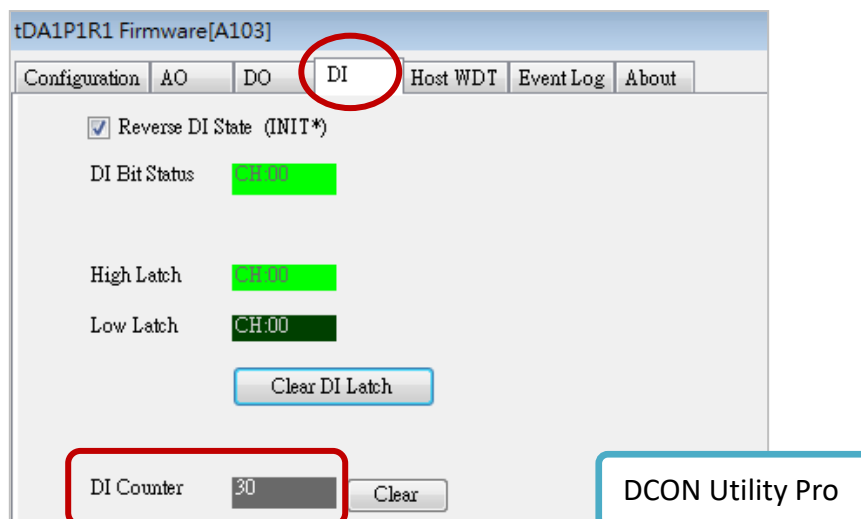 tDA1P1R1 Firmware[A103]
Configuration AO DO DI Host WDT Event Log About
Reverse DI State (INIT*)
DI Bit Status CH:00
High Latch CH:00
Low Latch CH:00
Clear DI Latch
DI Counter 30 Clear
DCON Utility Pro